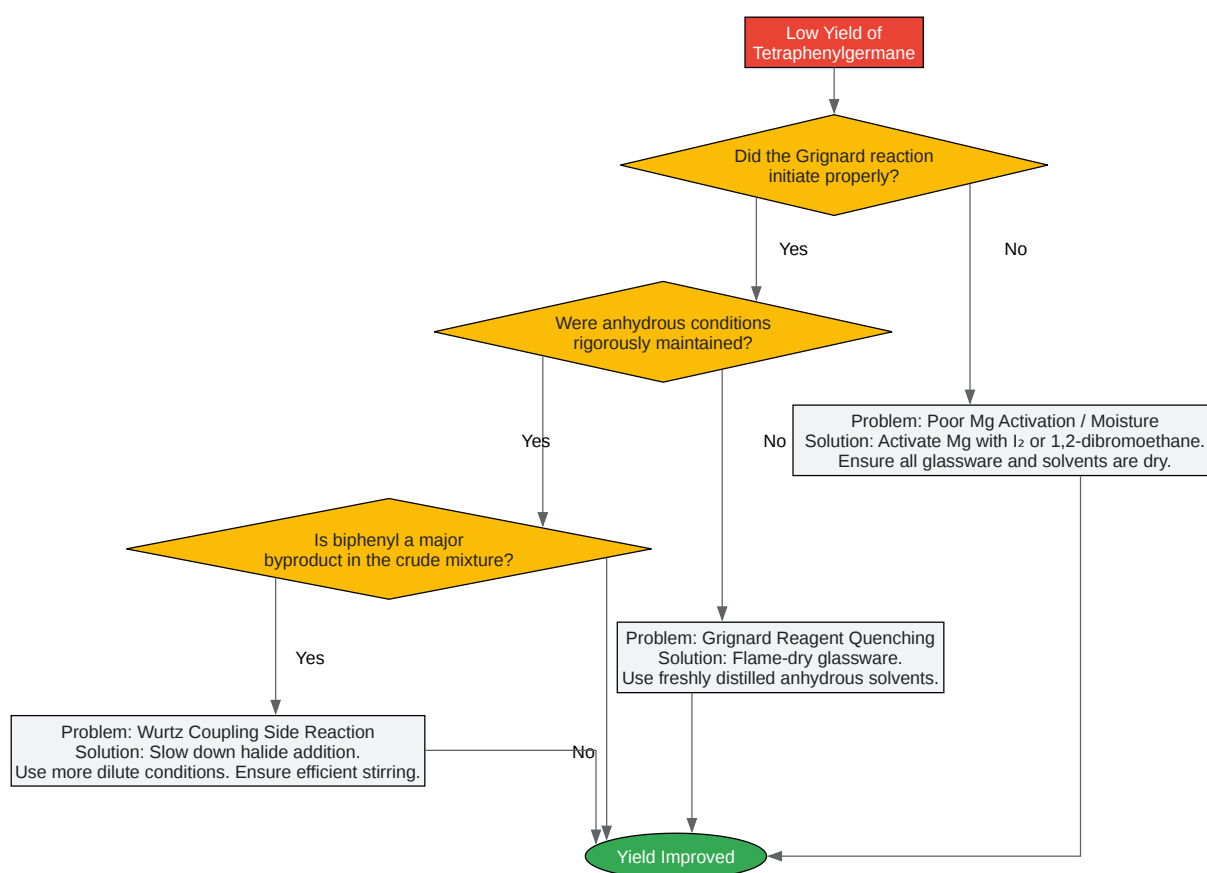 Low Yield of
Tetraphenylgermane
Did the Grignard reaction
initiate properly?
Yes
No
Were anhydrous conditions
rigorously maintained?
Problem: Poor Mg Activation / Moisture
Solution: Activate Mg with I₂ or 1,2-dibromoethane.
Ensure all glassware and solvents are dry.
Yes
No
Is biphenyl a major
byproduct in the crude mixture?
Problem: Grignard Reagent Quenching
Solution: Flame-dry glassware.
Use freshly distilled anhydrous solvents.
Yes
Problem: Wurtz Coupling Side Reaction
Solution: Slow down halide addition.
Use more dilute conditions. Ensure efficient stirring.
No
Yield Improved